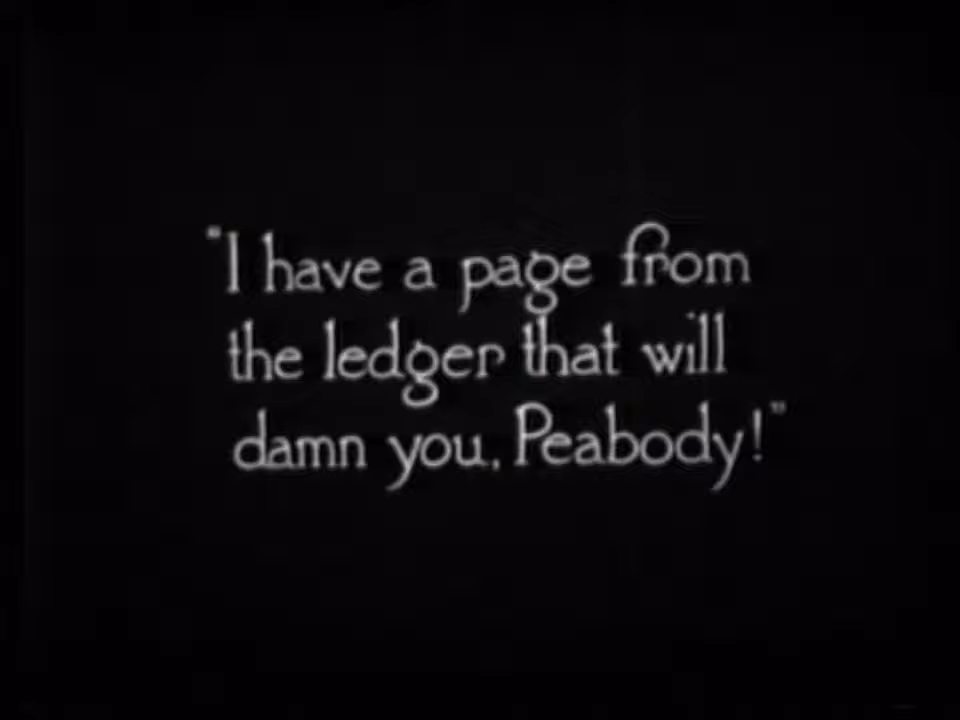 "I have a page from
the ledger that will
damn you, Peabody!"